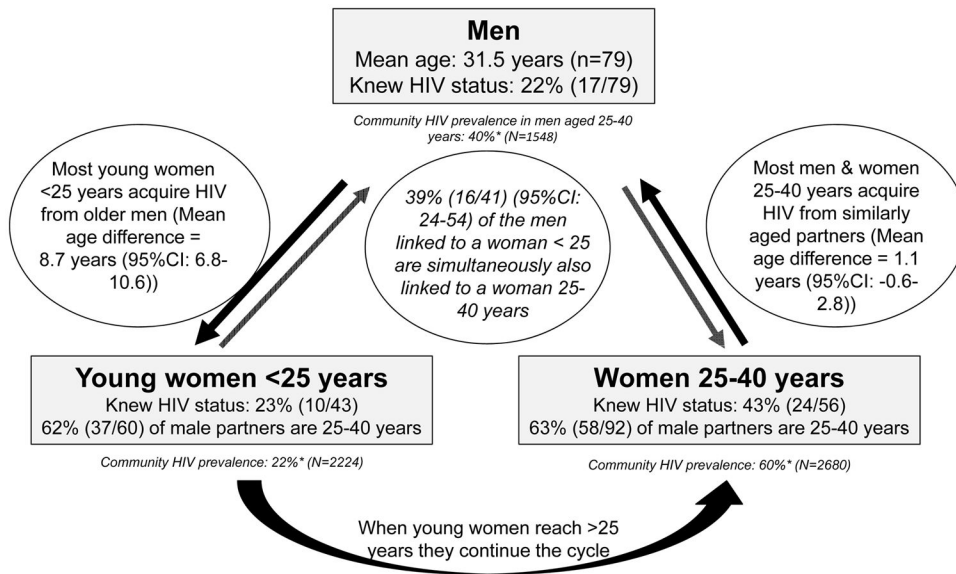 Men
Mean age: 31.5 years (n=79)
Knew HIV status: 22% (17/79)
Community HIV prevalence in men aged 25-40
years: 40%* (N=1548)
Most young women
<25 years acquire HIV
from older men (Mean
age difference =
8.7 years (95%CI: 6.8-
10.6))
39% (16/41) (95%CI:
24-54) of the men
linked to a woman < 25
are simultaneously also
linked to a woman 25-
40 years
Most men & women
25-40 years acquire
HIV from similarly
aged partners (Mean
age difference = 1.1
years (95%CI: -0.6-
2.8))
Young women <25 years
Knew HIV status: 23% (10/43)
62% (37/60) of male partners are 25-40 years
Community HIV prevalence: 22%* (N=2224)
Women 25-40 years
Knew HIV status: 43% (24/56)
63% (58/92) of male partners are 25-40 years
Community HIV prevalence: 60%* (N=2680)
When young women reach >25
years they continue the cycle